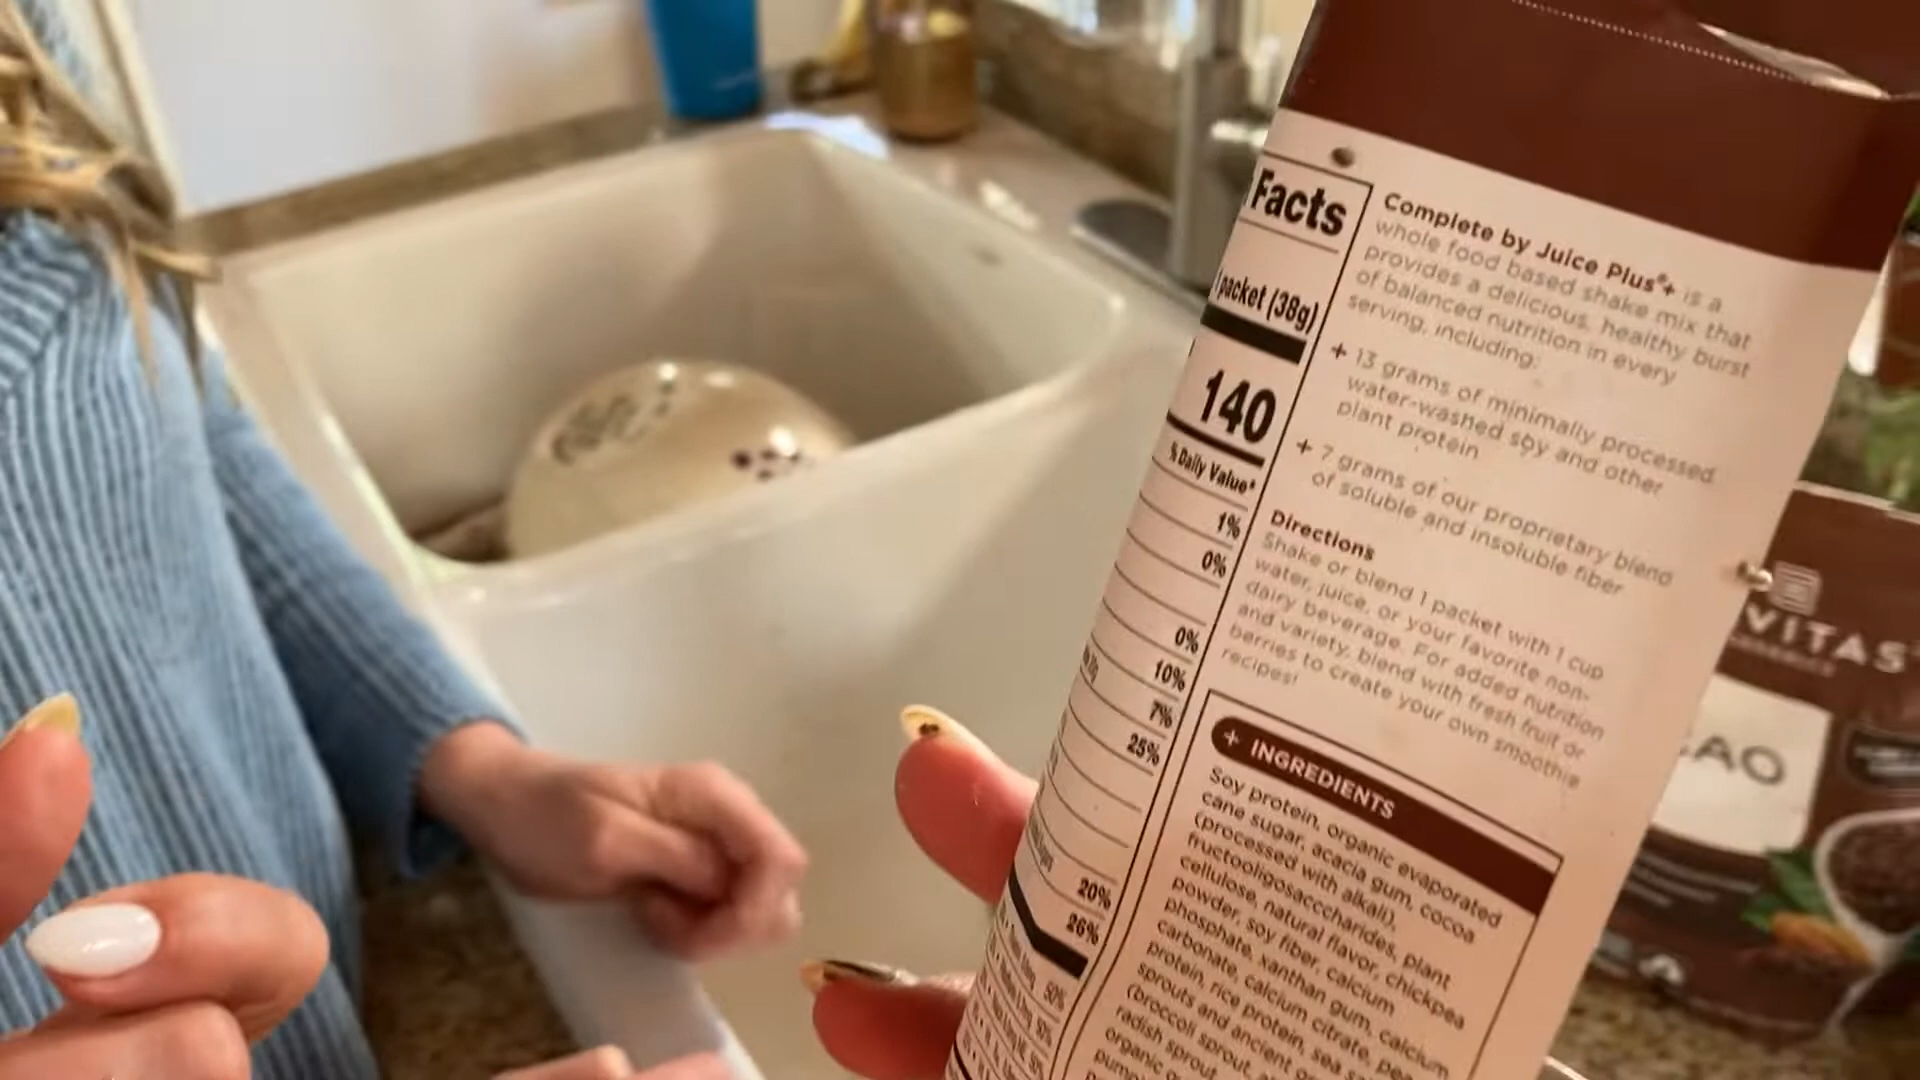 Facts
1 packet (38g)
140
% Daily Value*
1%
0%
0%
10%
7%
25%
20%
26%
50%
Complete by Juice Plus®+ is a
whole food based shake mix that
provides a delicious, healthy burst
of balanced nutrition in every
serving, including:
+ 13 grams of minimally processed
water-washed soy and other
plant protein
+ 7 grams of our proprietary blend
of soluble and insoluble fiber
Directions
Shake or blend 1 packet with 1 cup
water, juice, or your favorite non-
dairy beverage. For added nutrition
and variety, blend with fresh fruit or
berries to create your own smoothie
recipes!
+ INGREDIENTS
Soy protein, organic evaporated
cane sugar, acacia gum, cocoa
(processed with alkali),
fructooligosacccharides, plant
cellulose, natural flavor, chickpea
powder, soy fiber, calcium
phosphate, xanthan gum, calcium
carbonate, calcium citrate, pea
protein, rice protein, sea
sprouts and ancient
(broccoli sprout,
radish sprout
organic
VITAS
CAO